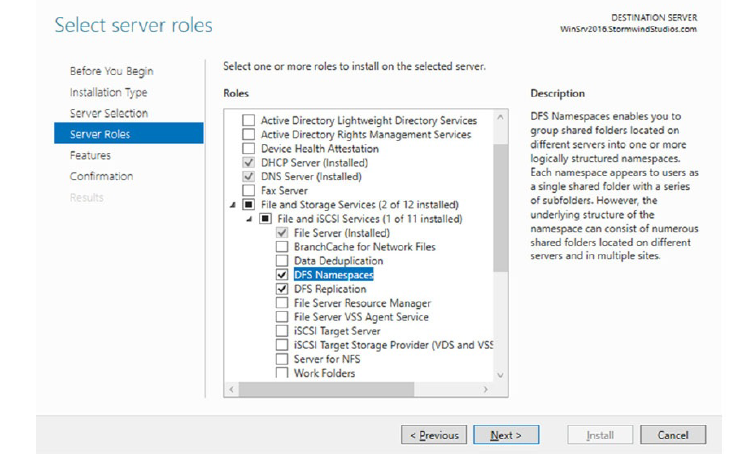 Select server roles
DESTINATION SERVER
WinSrv2016.StormwindStudios.com
Before You Begin
Installation Type
Server Selection
Server Roles
Features
Confirmation
Results
Select one or more roles to install on the selected server.
Roles
Active Directory Lightweight Directory Services
Active Directory Rights Management Services
Device Health Attestation
DHCP Server (Installed)
DNS Server (Installed)
Fax Server
File and Storage Services (2 of 12 installed)
File and iSCSI Services (1 of 11 installed)
File Server (Installed)
BranchCache for Network Files
Data Deduplication
DFS Namespaces
DFS Replication
File Server Resource Manager
File Server VSS Agent Service
iSCSI Target Server
iSCSI Target Storage Provider (VDS and VSS
Server for NFS
Work Folders
Description
DFS Namespaces enables you to
group shared folders located on
different servers into one or more
logically structured namespaces.
Each namespace appears to users as
a single shared folder with a series
of subfolders. However, the
underlying structure of the
namespace can consist of numerous
shared folders located on different
servers and in multiple sites.
< Previous
Next >
Install
Cancel